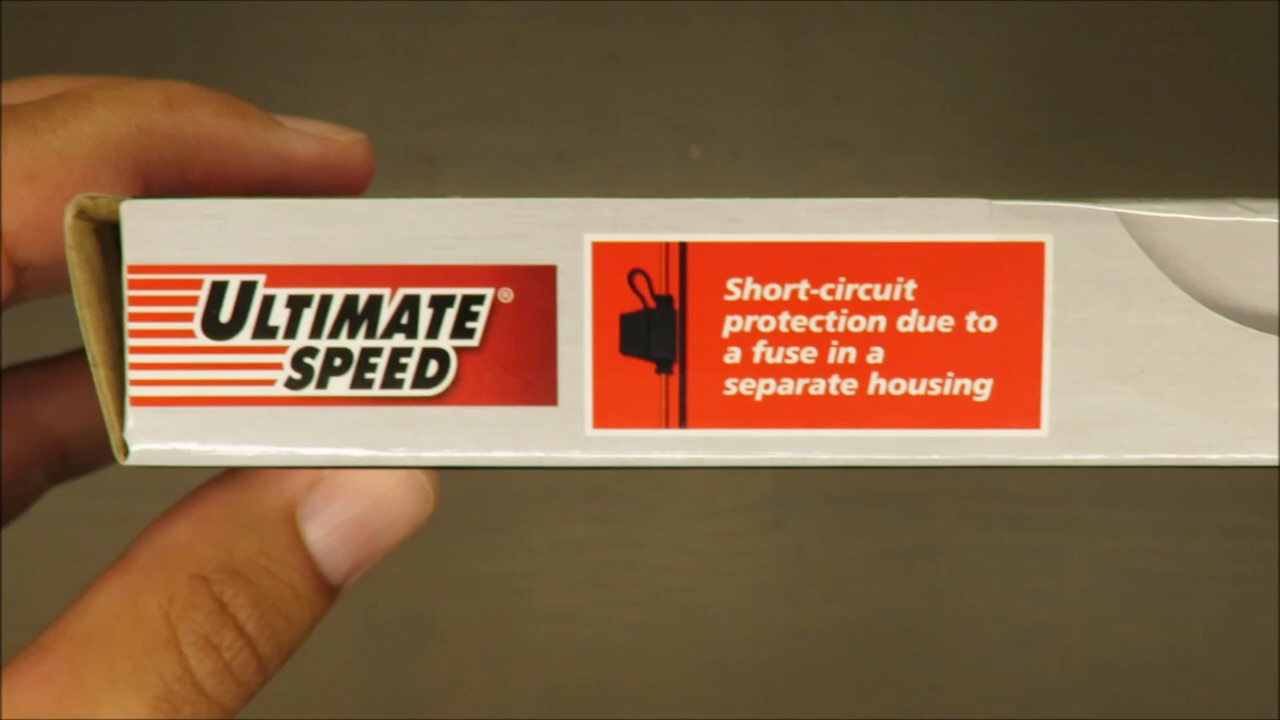 ULTIMATE ®
SPEED
Short-circuit
protection due to
a fuse in a
separate housing